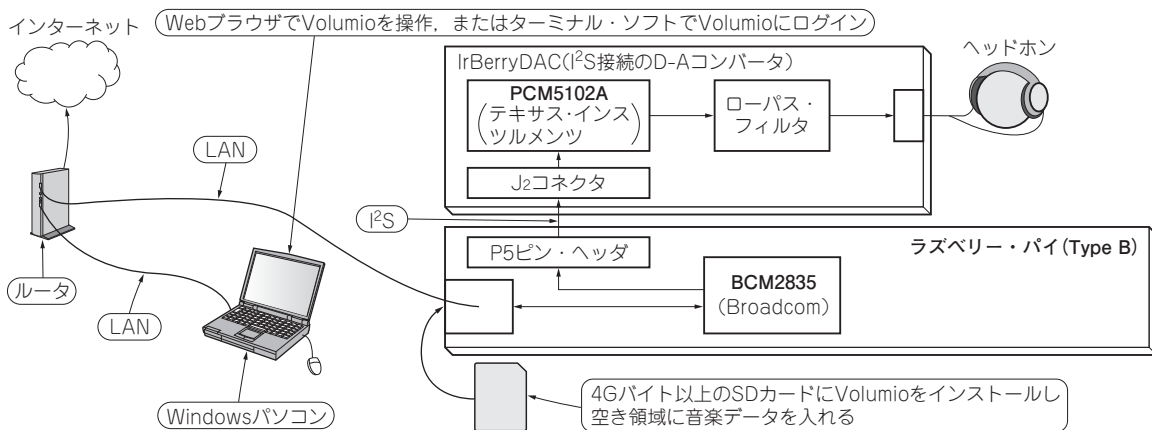 インターネット
WebブラウザでVolumioを操作，またはターミナル・ソフトでVolumioにログイン
IrBerryDAC(I²S接続のD-Aコンバータ)
ヘッドホン
PCM5102A
(テキサス・インス
ツルメンツ)
ローパス・
フィルタ
LAN
J₂コネクタ
I²S
P5ピン・ヘッダ
ラズベリー・パイ(Type B)
BCM2835
(Broadcom)
ルータ
LAN
Windowsパソコン
4Gバイト以上のSDカードにVolumioをインストールし
空き領域に音楽データを入れる